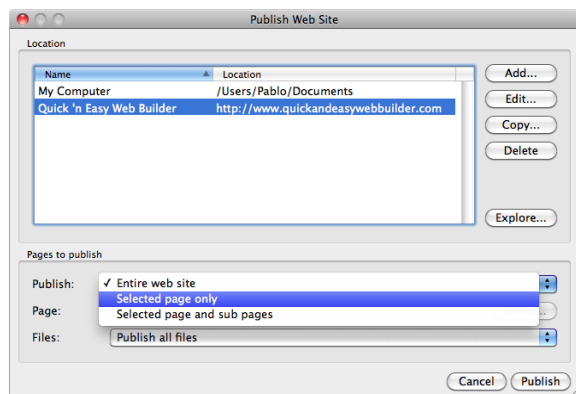 Publish Web Site
Location
Name Location Add...
My Computer /Users/Pablo/Documents Edit...
Quick 'n Easy Web Builder http://www.quickandeasywebbuilder.com
Copy...
Delete
Explore...
Pages to publish
Publish: ✓ Entire web site
Selected page only
Page: Selected page and sub pages ..
Files: Publish all files
Cancel Publish